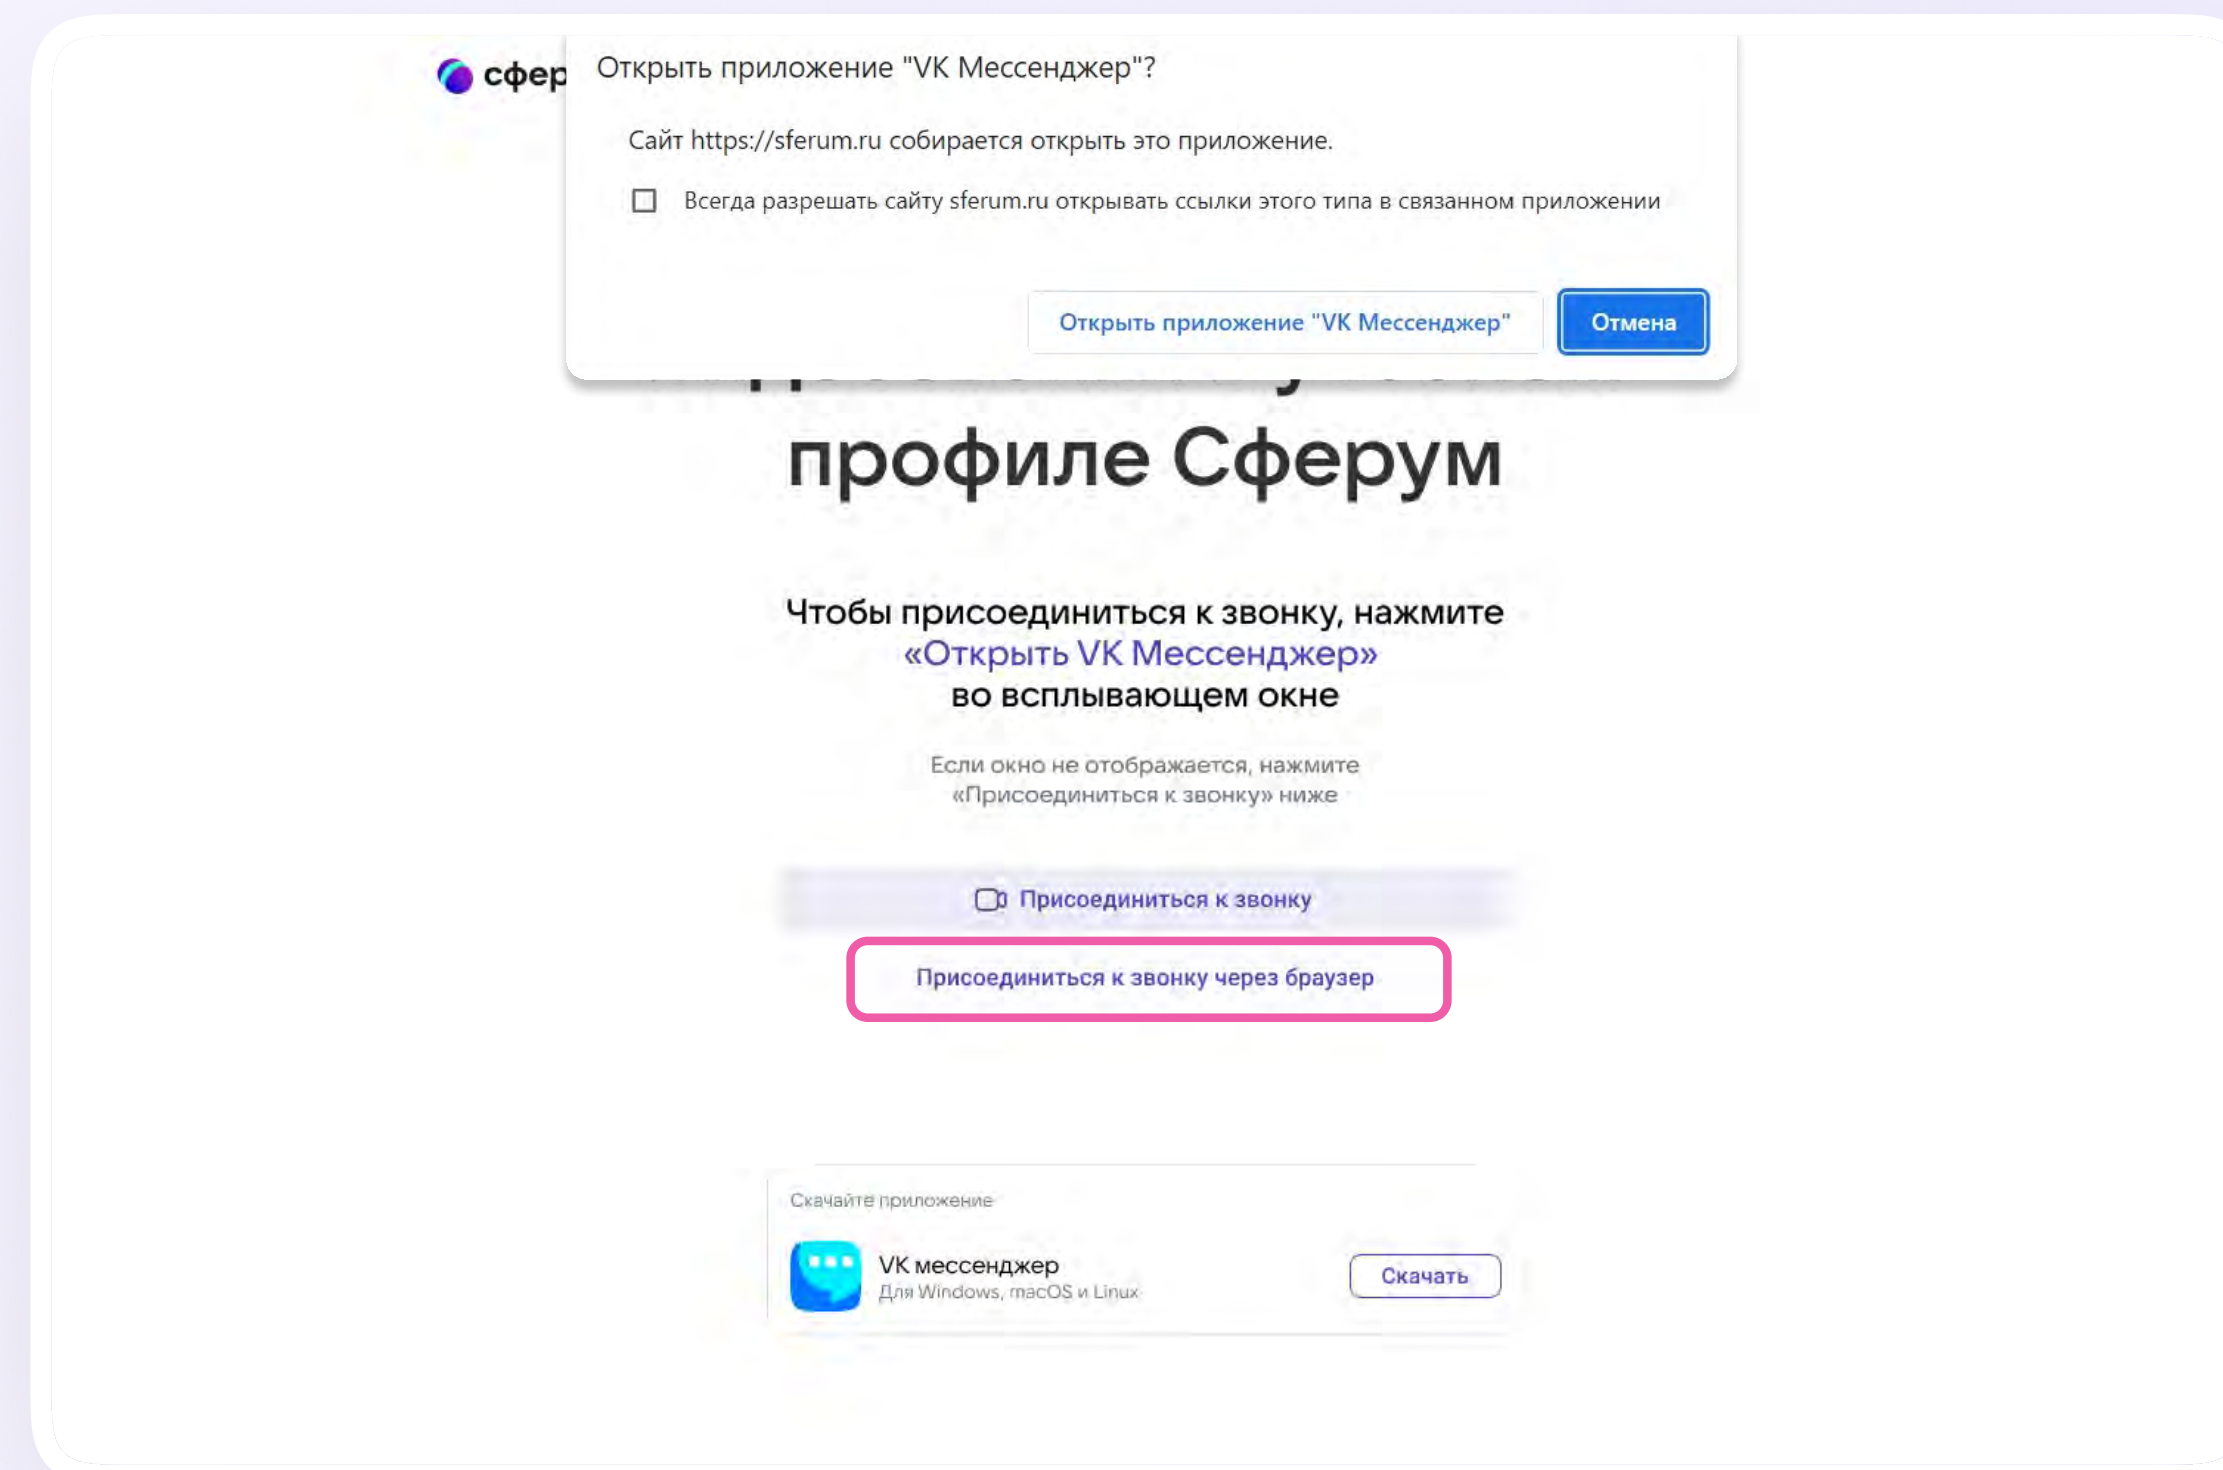 сфер
Открыть приложение "VK Мессенджер"?
Сайт https://sferum.ru собирается открыть это приложение.
Всегда разрешать сайту sferum.ru открывать ссылки этого типа в связанном приложении
Открыть приложение "VK Мессенджер"
Отмена
профиле Сферум
Чтобы присоединиться к звонку, нажмите
«Открыть VK Мессенджер»
во всплывающем окне
Если окно не отображается, нажмите
«Присоединиться к звонку» ниже
Присоединиться к звонку
Присоединиться к звонку через браузер
Скачайте приложение
VK мессенджер
Для Windows, macOS и Linux
Скачать